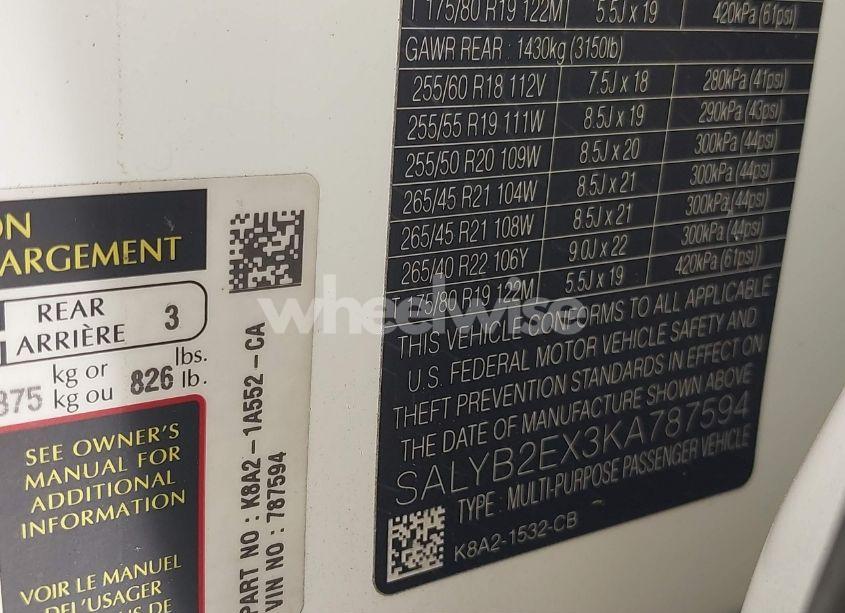 T 175/80 R19 122M 5.5J x 19 420kPa (61psi)
GAWR REAR : 1430kg (3150lb)
255/60 R18 112V 7.5J x 18 280kPa (41psi)
255/55 R19 111W 8.5J x 19 290kPa (43psi)
255/50 R20 109W 8.5J x 20 300kPa (44psi)
265/45 R21 104W 8.5J x 21 300kPa (44psi)
265/45 R21 108W 8.5J x 21 300kPa (44psi)
265/40 R22 106Y 9.0J x 22 300kPa (44psi)
T 175/80 R19 122M 5.5J x 19 420kPa (61psi)
THIS VEHICLE CONFORMS TO ALL APPLICABLE
U.S. FEDERAL MOTOR VEHICLE SAFETY AND
THEFT PREVENTION STANDARDS IN EFFECT ON
THE DATE OF MANUFACTURE SHOWN ABOVE
SALYB2EX3KA787594
TYPE : MULTI-PURPOSE PASSENGER VEHICLE
K8A2-1532-CB
ON
ARGEMENT
REAR
ARRIÈRE 3
375 kg or
kg ou 826 lbs.
lb.
SEE OWNER'S
MANUAL FOR
ADDITIONAL
INFORMATION
VOIR LE MANUEL
DE L'USAGER
DE
PART NO : K8A2 - 1A552 - CA
VIN NO : 787594
wheelwise